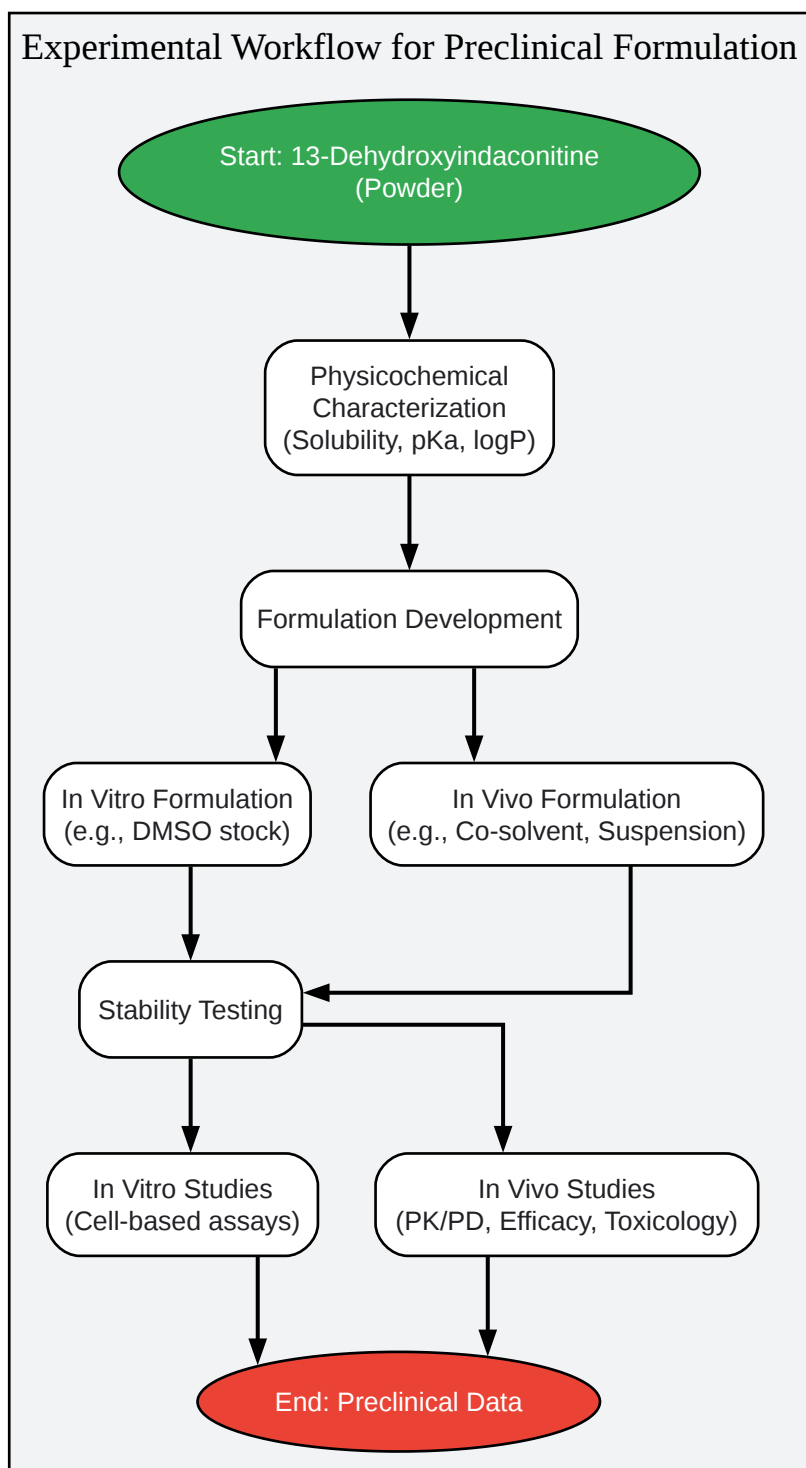 Experimental Workflow for Preclinical Formulation
Start: 13-Dehydroxyindaconitine
(Powder)
Physicochemical
Characterization
(Solubility, pKa, logP)
Formulation Development
In Vitro Formulation
(e.g., DMSO stock)
In Vivo Formulation
(e.g., Co-solvent, Suspension)
Stability Testing
In Vitro Studies
(Cell-based assays)
In Vivo Studies
(PK/PD, Efficacy, Toxicology)
End: Preclinical Data